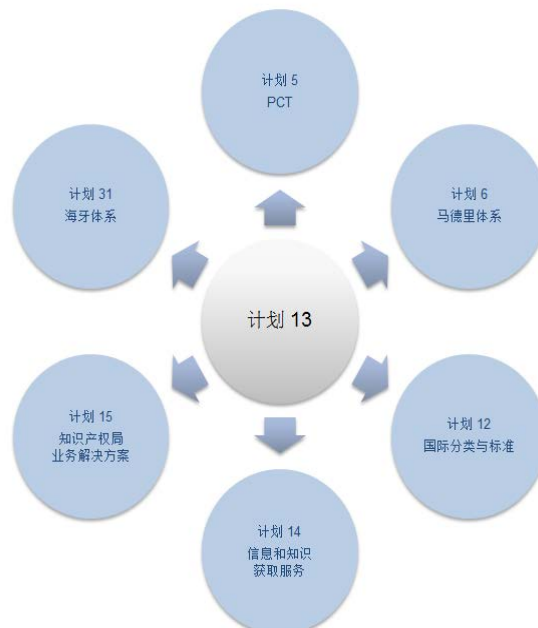 计划 5
PCT
计划 31
海牙体系
计划 6
马德里体系
计划 13
计划 15
知识产权局
业务解决方案
计划 12
国际分类与标准
计划 14
信息和知识
获取服务